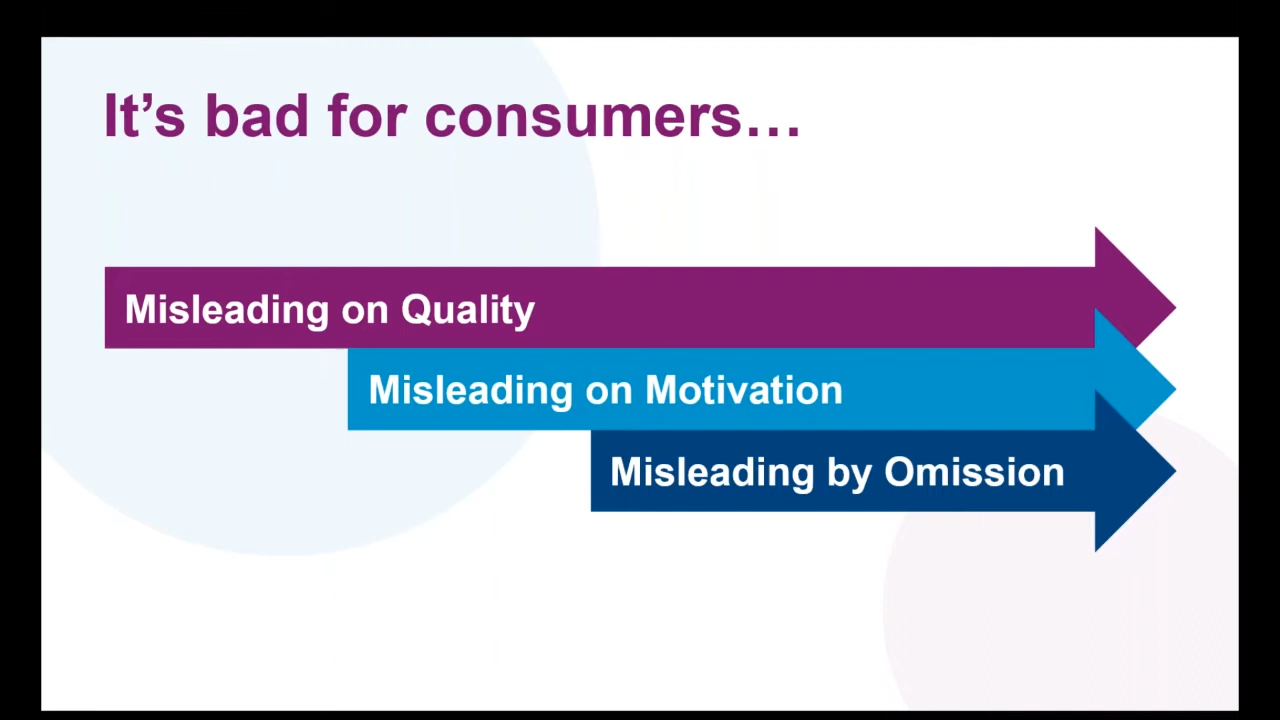 It’s bad for consumers…
Misleading on Quality
Misleading on Motivation
Misleading by Omission